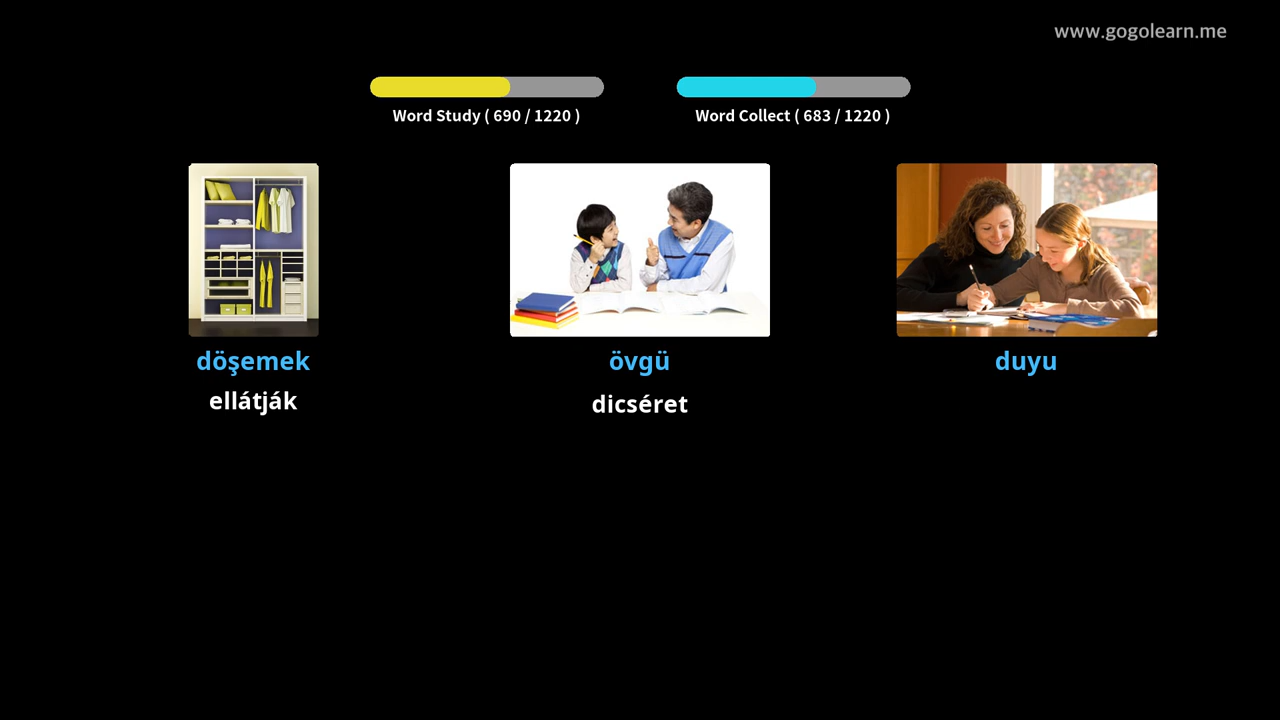 www.gogolearn.me
Word Study ( 690 / 1220 )
Word Collect ( 683 / 1220 )
döşemek
övgü
duyu
ellátják
dicséret